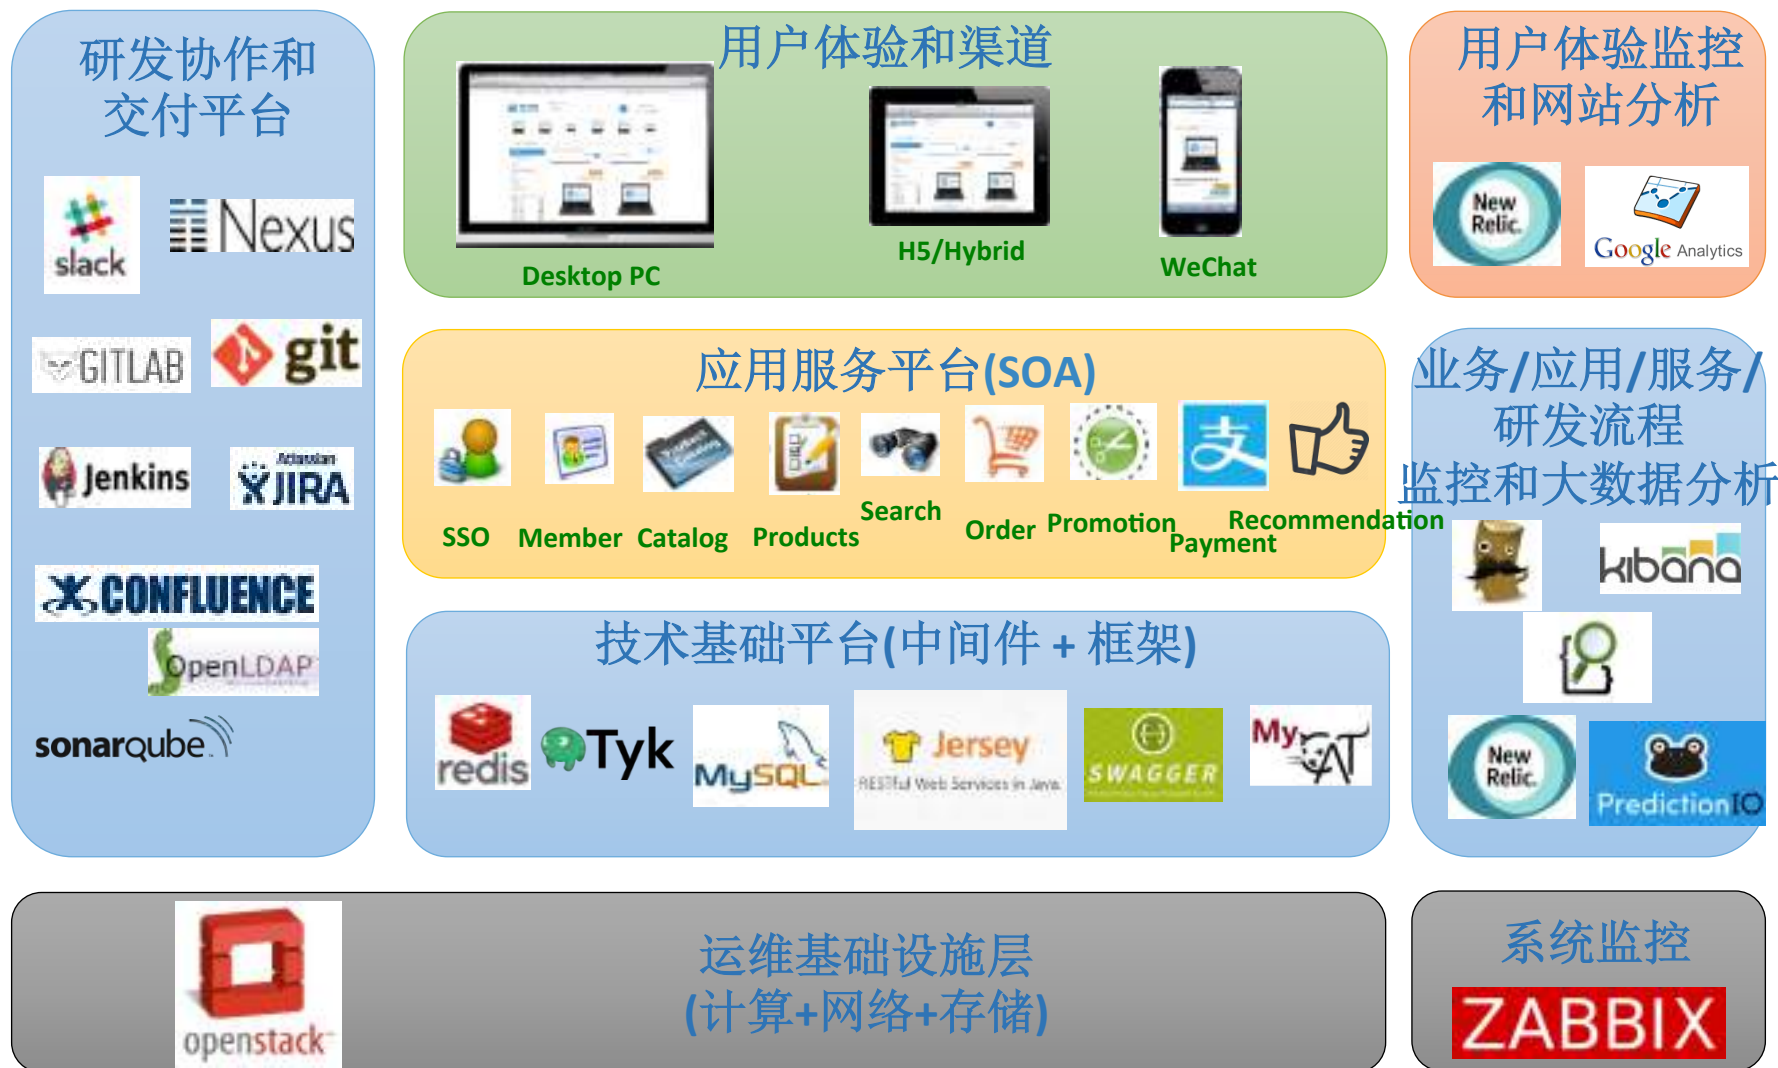 研发协作和
交付平台
slack
Nexus
GITLAB
git
Jenkins
Atlassian
JIRA
CONFLUENCE
OpenLDAP
sonarqube
用户体验和渠道
Desktop PC
H5/Hybrid
WeChat
应用服务平台(SOA)
SSO
Member
Catalog
Products
Search
Order
Promotion
Payment
Recommendation
技术基础平台(中间件 + 框架)
redis
Tyk
MySQL
Jersey
RESTful Web Services in Java
SWAGGER
MyCAT
用户体验监控
和网站分析
New
Relic.
Google Analytics
业务/应用/服务/
研发流程
监控和大数据分析
kibana
New
Relic.
PredictionIO
openstack
运维基础设施层
(计算+网络+存储)
系统监控
ZABBIX